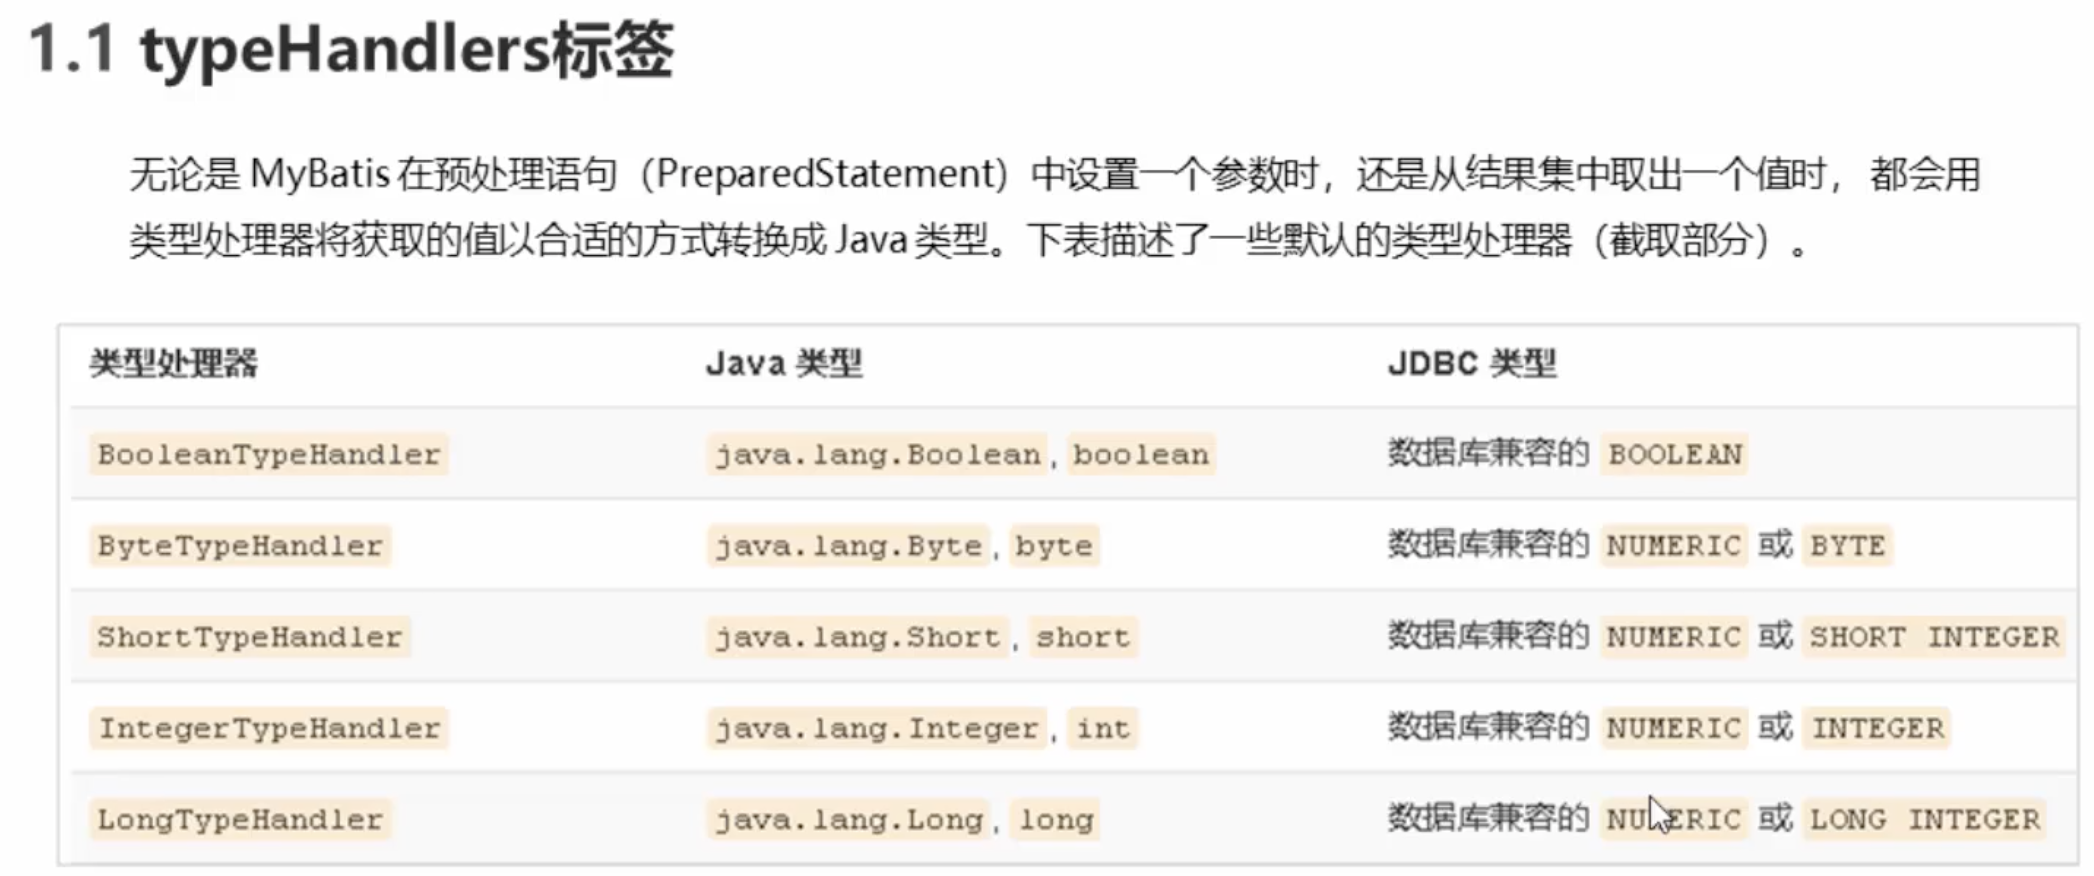 1.1 typeHandlers标签
无论是 MyBatis 在预处理语句（PreparedStatement）中设置一个参数时，还是从结果集中取出一个值时， 都会用
类型处理器将获取的值以合适的方式转换成 Java 类型。下表描述了一些默认的类型处理器（截取部分）。
类型处理器 Java 类型 JDBC 类型
BooleanTypeHandler java.lang.Boolean, boolean 数据库兼容的 BOOLEAN
ByteTypeHandler java.lang.Byte, byte 数据库兼容的 NUMERIC 或 BYTE
ShortTypeHandler java.lang.Short, short 数据库兼容的 NUMERIC 或 SHORT INTEGER
IntegerTypeHandler java.lang.Integer, int 数据库兼容的 NUMERIC 或 INTEGER
LongTypeHandler java.lang.Long, long 数据库兼容的 NUMERIC 或 LONG INTEGER